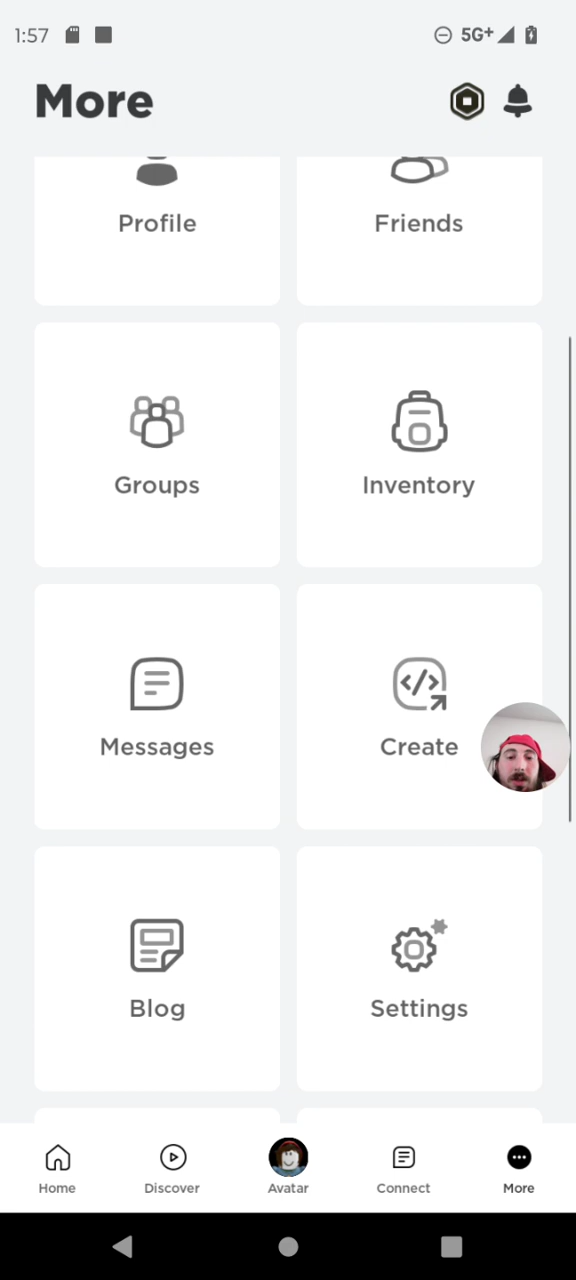 1:57
5G+
More
Profile
Friends
Groups
Inventory
Messages
Create
Blog
Settings
Home
Discover
Avatar
Connect
More